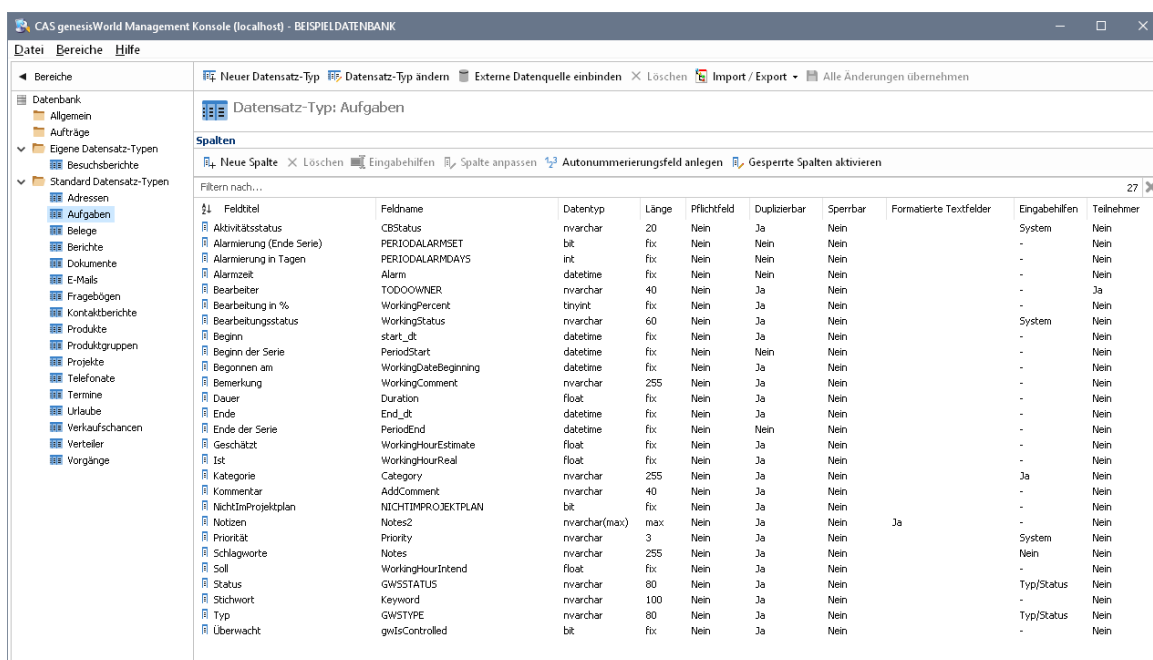 CAS genesisWorld Management Konsole (localhost) - BEISPIELDATENBANK
Datei Bereiche Hilfe
Bereiche
Datenbank
Allgemein
Aufträge
Eigene Datensatz-Typen
Besuchsberichte
Standard Datensatz-Typen
Adressen
Aufgaben
Belege
Berichte
Dokumente
E-Mails
Fragebögen
Kontaktberichte
Produkte
Produktgruppen
Projekte
Telefonate
Termine
Urlaube
Verkaufschancen
Verteiler
Vorgänge
Neuer Datensatz-Typ Datensatz-Typ ändern Externe Datenquelle einbinden Löschen Import / Export Alle Änderungen übernehmen
Datensatz-Typ: Aufgaben
Spalten
Neue Spalte Löschen Eingabehilfen Spalte anpassen Autonummerierungsfeld anlegen Gesperrte Spalten aktivieren
Filtern nach... 27
Feldtitel Feldname Datentyp Länge Pflichtfeld Duplizierbar Sperrbar Formatierte Textfelder Eingabehilfen Teilnehmer
Aktivitätsstatus CBStatus nvarchar 20 Nein Ja Nein System Nein
Alarmierung (Ende Serie) PERIODALARMSET bit fix Nein Nein Nein - Nein
Alarmierung in Tagen PERIODALARMDAYS int fix Nein Nein Nein - Nein
Alarmzeit Alarm datetime fix Nein Nein Nein - Nein
Bearbeiter TODOOWNER nvarchar 40 Nein Ja Nein - Ja
Bearbeitung in % WorkingPercent tinyint fix Nein Ja Nein - Nein
Bearbeitungsstatus WorkingStatus nvarchar 60 Nein Ja Nein System Nein
Beginn start_dt datetime fix Nein Ja Nein - Nein
Beginn der Serie PeriodStart datetime fix Nein Nein Nein - Nein
Begonnen am WorkingDateBeginning datetime fix Nein Ja Nein - Nein
Bemerkung WorkingComment nvarchar 255 Nein Ja Nein - Nein
Dauer Duration float fix Nein Ja Nein - Nein
Ende End_dt datetime fix Nein Ja Nein - Nein
Ende der Serie PeriodEnd datetime fix Nein Nein Nein - Nein
Geschätzt WorkingHourEstimate float fix Nein Ja Nein - Nein
Ist WorkingHourReal float fix Nein Ja Nein - Nein
Kategorie Category nvarchar 255 Nein Ja Nein Ja Nein
Kommentar AddComment nvarchar 40 Nein Ja Nein - Nein
NichtImProjektplan NICHTIMPROJEKTPLAN bit fix Nein Ja Nein - Nein
Notizen Notes2 nvarchar(max) max Nein Ja Nein Ja - Nein
Priorität Priority nvarchar 3 Nein Ja Nein System Nein
Schlagworte Notes nvarchar 255 Nein Ja Nein Nein Nein
Soll WorkingHourIntend float fix Nein Ja Nein - Nein
Status GWSSTATUS nvarchar 80 Nein Ja Nein Typ/Status Nein
Stichwort Keyword nvarchar 100 Nein Ja Nein - Nein
Typ GWSTYPE nvarchar 80 Nein Ja Nein Typ/Status Nein
Überwacht gwIsControlled bit fix Nein Ja Nein - Nein